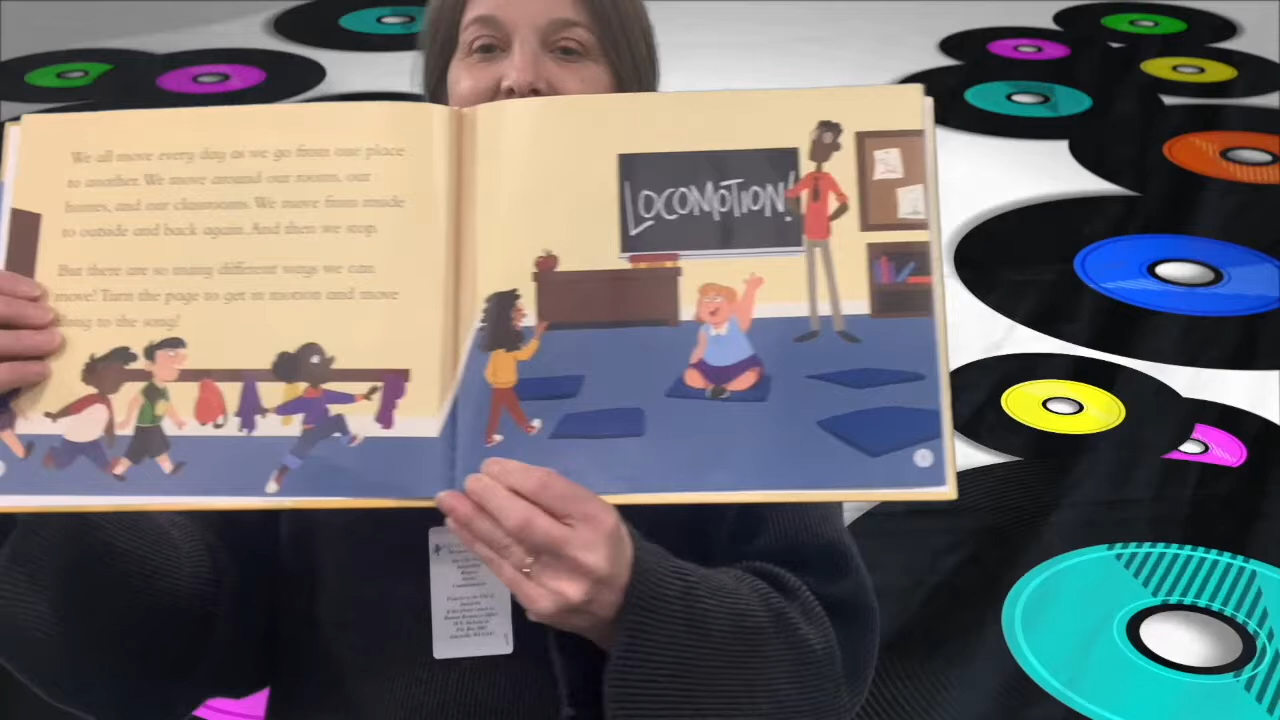 We all move every day as we go from one place
to another. We move around our rooms, our
homes, and our classrooms. We move from inside
to outside and back again. And then we stop.
But there are so many different ways we can
move! Turn the page to get in motion and move
along to the song!
LOCOMOTION!